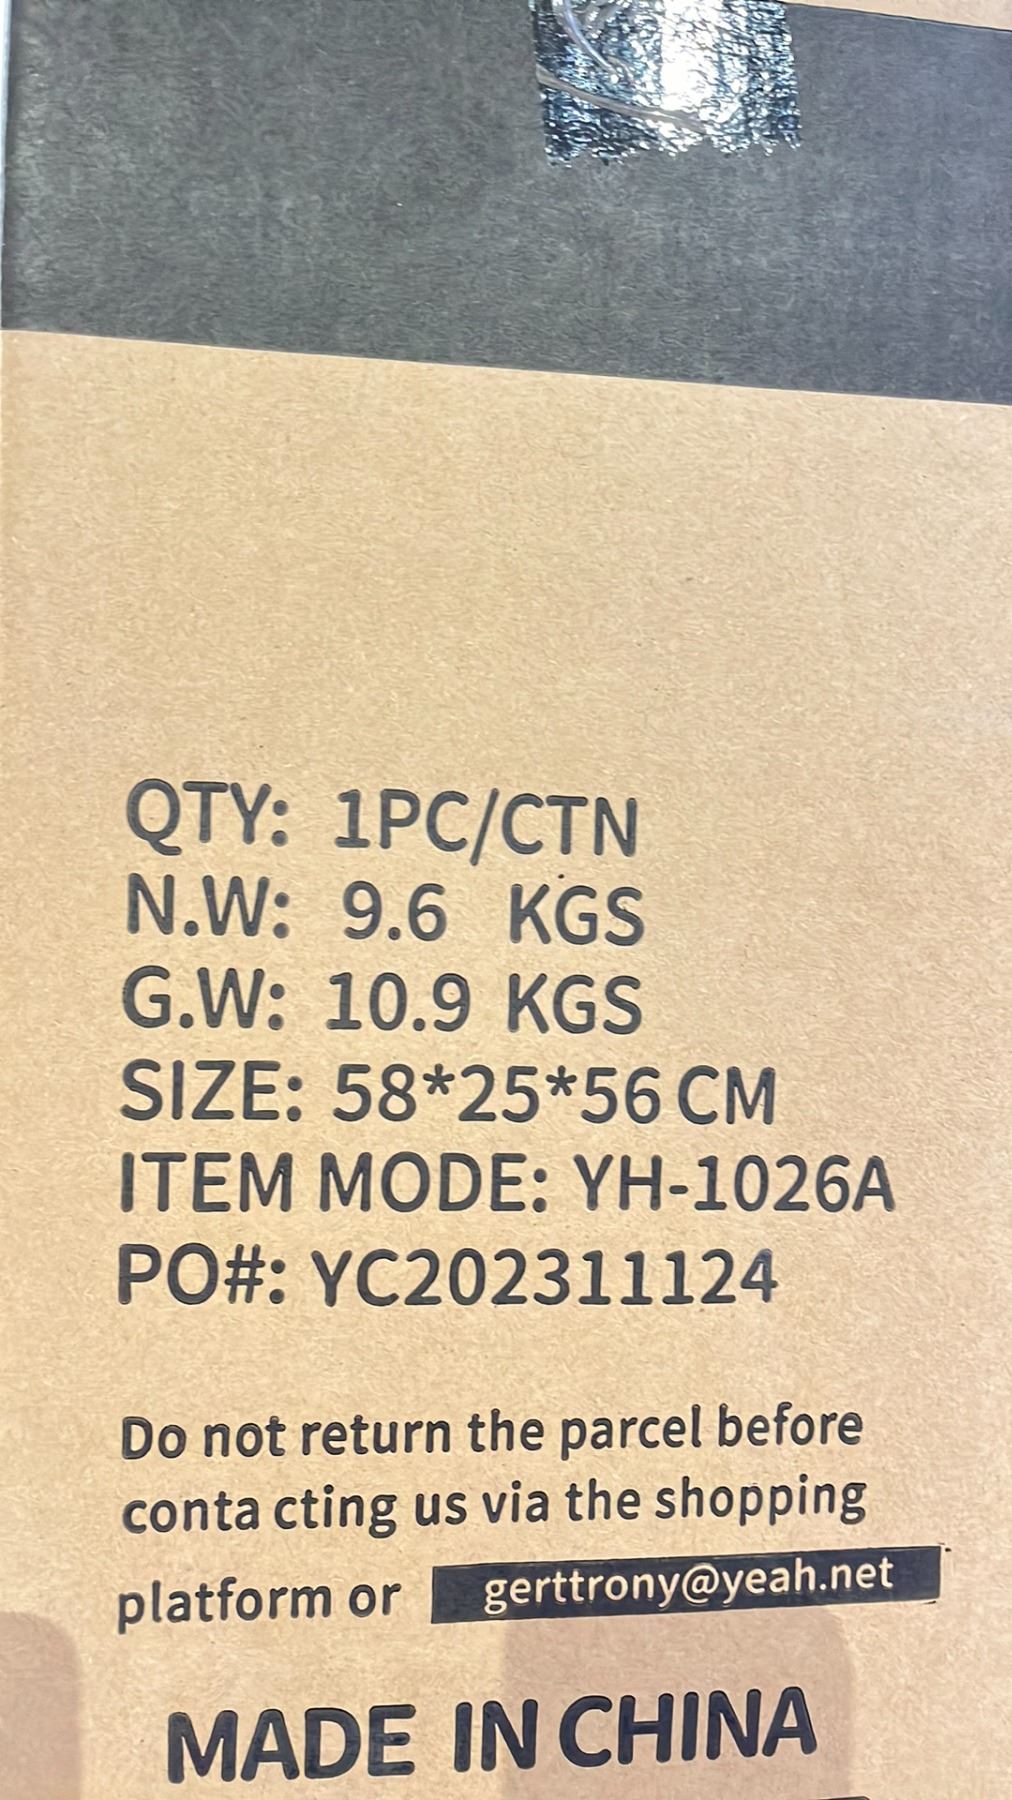 QTY: 1PC/CTN
N.W: 9.6 KGS
G.W: 10.9 KGS
SIZE: 58*25*56 CM
ITEM MODE: YH-1026A
PO#: YC202311124
Do not return the parcel before
conta cting us via the shopping
platform or gerttrony@yeah.net
MADE IN CHINA